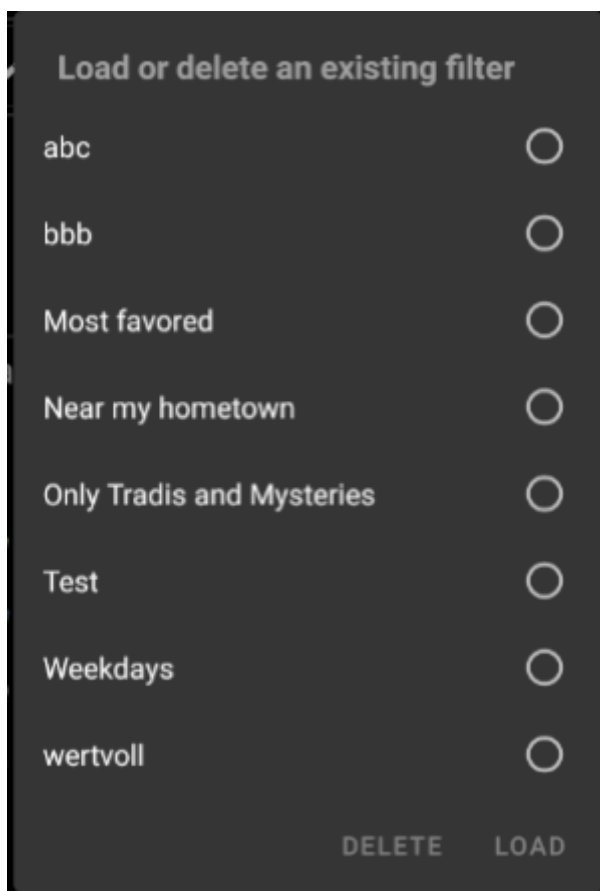 Load or delete an existing filter
abc
bbb
Most favored
Near my hometown
Only Tradis and Mysteries
Test
Weekdays
wertvoll
DELETE LOAD